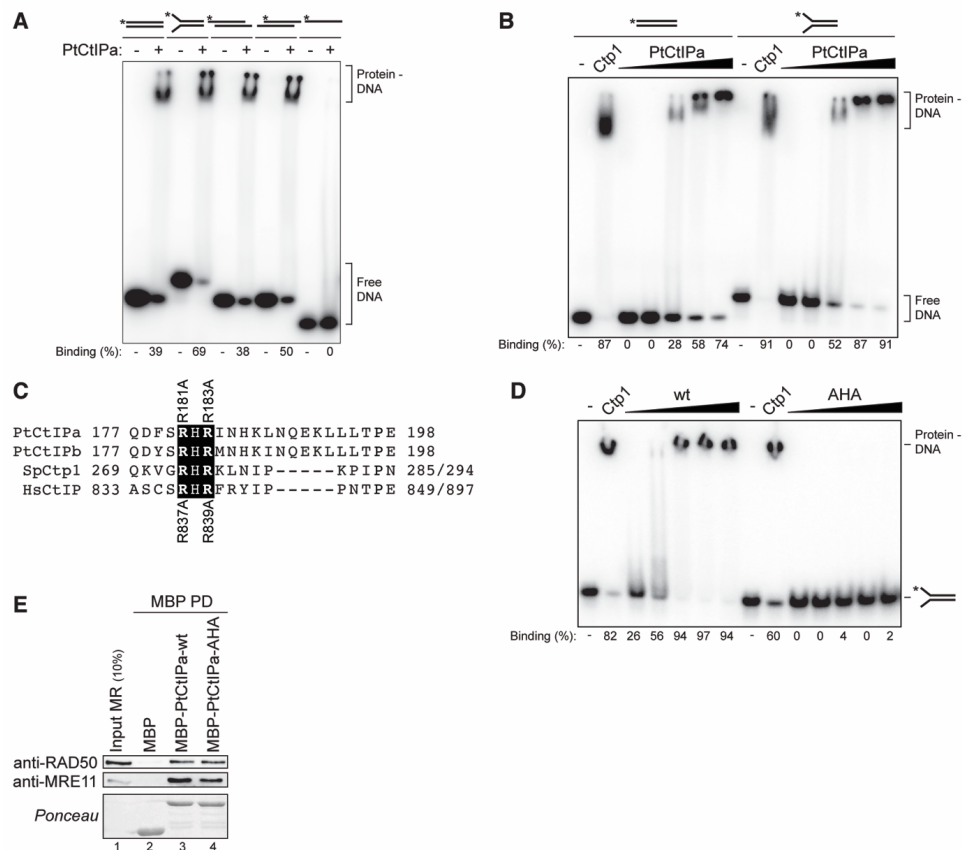 A
* * * * *
PtCtIPa: - + - + - + - + - +
Protein - DNA
Free DNA
Binding (%): - 39 - 69 - 38 - 50 - 0
B
* *
- Ctp1 PtCtIPa - Ctp1 PtCtIPa
Protein - DNA
Free DNA
Binding (%): - 87 0 0 28 58 74 - 91 0 0 52 87 91
C
R181A R183A
PtCtIPa 177 QDFSRHRINHKLNQEKLLLTPE 198
PtCtIPb 177 QDYSRHRMNHKLNQEKLLLTPE 198
SpCtp1 269 QKVGRHRKLNIP-----KPIPN 285/294
HsCtIP 833 ASCSRHRFRYIP-----PNTPE 849/897
R837A R839A
D
- Ctp1 wt - Ctp1 AHA
Protein - DNA
*
Binding (%): - 82 26 56 94 97 94 - 60 0 0 4 0 2
E
MBP PD
Input MR (10%) MBP MBP-PtCtIPa-wt MBP-PtCtIPa-AHA
anti-RAD50
anti-MRE11
Ponceau
1 2 3 4